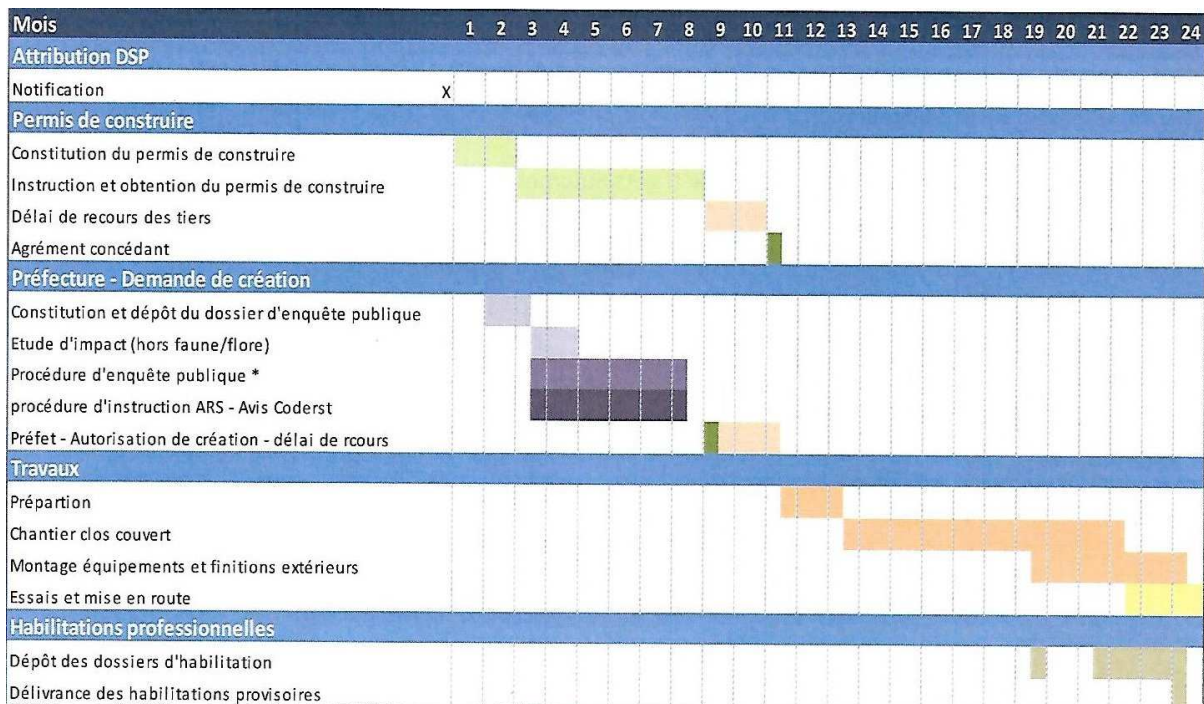 Mois 1 2 3 4 5 6 7 8 9 10 11 12 13 14 15 16 17 18 19 20 21 22 23 24
Attribution DSP
Notification X
Permis de construire
Constitution du permis de construire
Instruction et obtention du permis de construire
Délai de recours des tiers
Agrément concédant
Préfecture - Demande de création
Constitution et dépôt du dossier d'enquête publique
Etude d'impact (hors faune/flore)
Procédure d'enquête publique *
procédure d'instruction ARS - Avis Coderst
Préfet - Autorisation de création - délai de rcours
Travaux
Prépartion
Chantier clos couvert
Montage équipements et finitions extérieurs
Essais et mise en route
Habilitations professionnelles
Dépôt des dossiers d'habilitation
Délivrance des habilitations provisoires